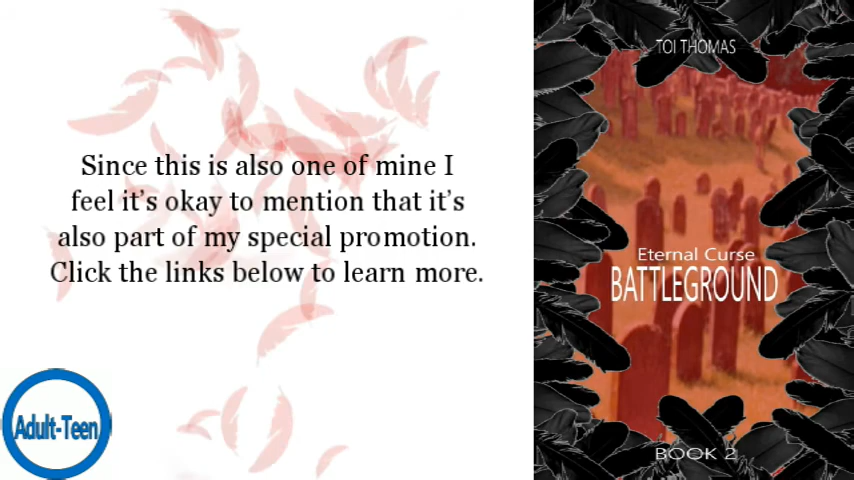 Since this is also one of mine I
feel it's okay to mention that it's
also part of my special promotion.
Click the links below to learn more.
Adult-Teen
TOI THOMAS
Eternal Curse
BATTLEGROUND
BOOK 2